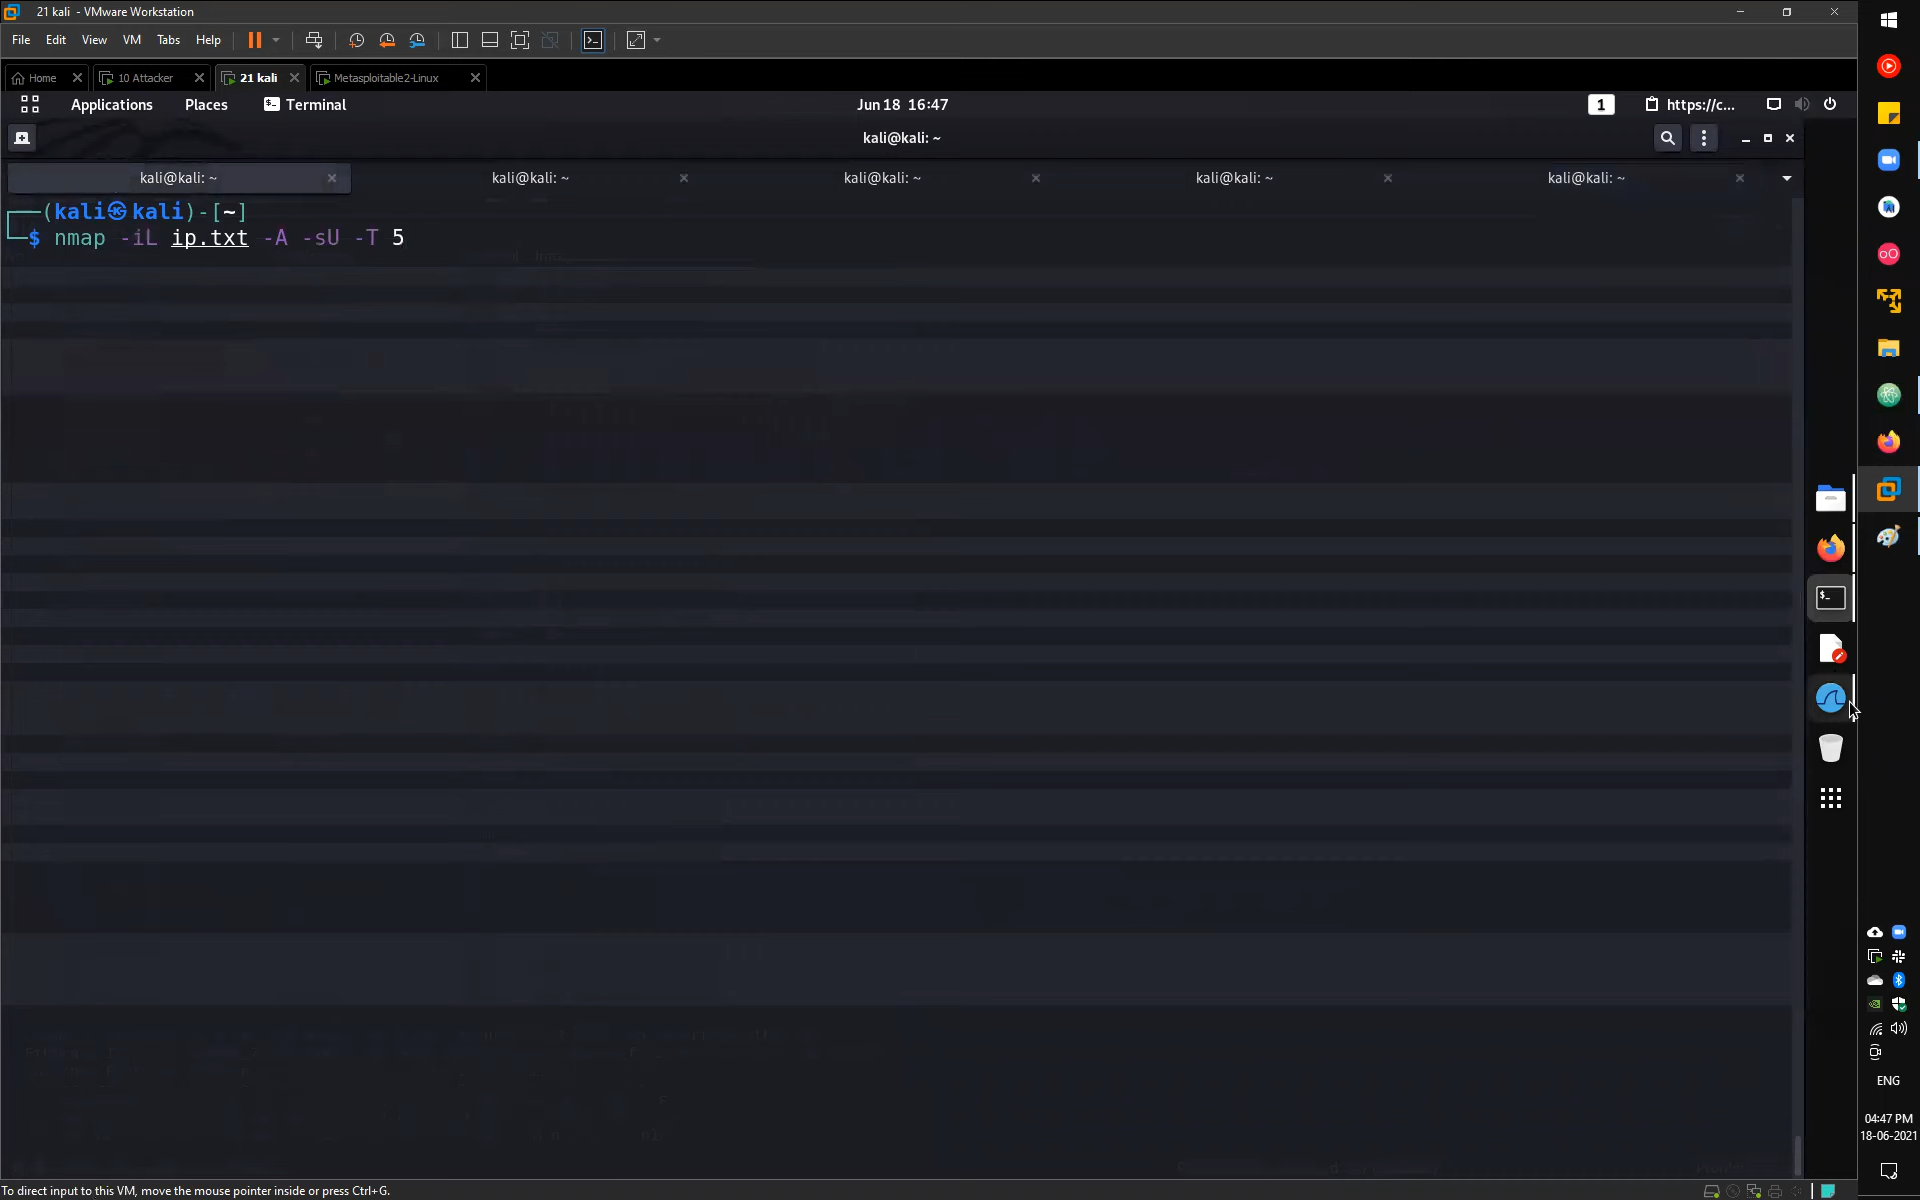 21 kali - VMware Workstation
File Edit View VM Tabs Help
Home 10 Attacker 21 kali Metasploitable2-Linux
Applications Places Terminal Jun 18 16:47 1 https://c...
kali@kali: ~
kali@kali: ~ kali@kali: ~ kali@kali: ~ kali@kali: ~ kali@kali: ~
(kali㉿kali)-[~]
$ nmap -iL ip.txt -A -sU -T 5
ENG
04:47 PM
18-06-2021
To direct input to this VM, move the mouse pointer inside or press Ctrl+G.